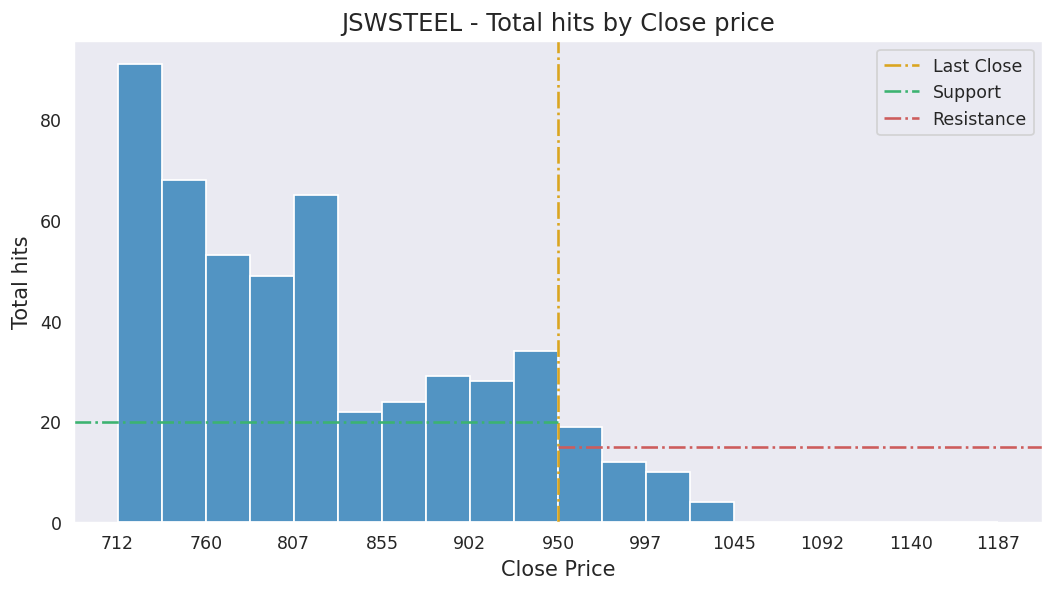 JSWSTEEL - Total hits by Close price
Last Close
Support
Resistance
Total hits
80
60
40
20
0
712 760 807 855 902 950 997 1045 1092 1140 1187
Close Price